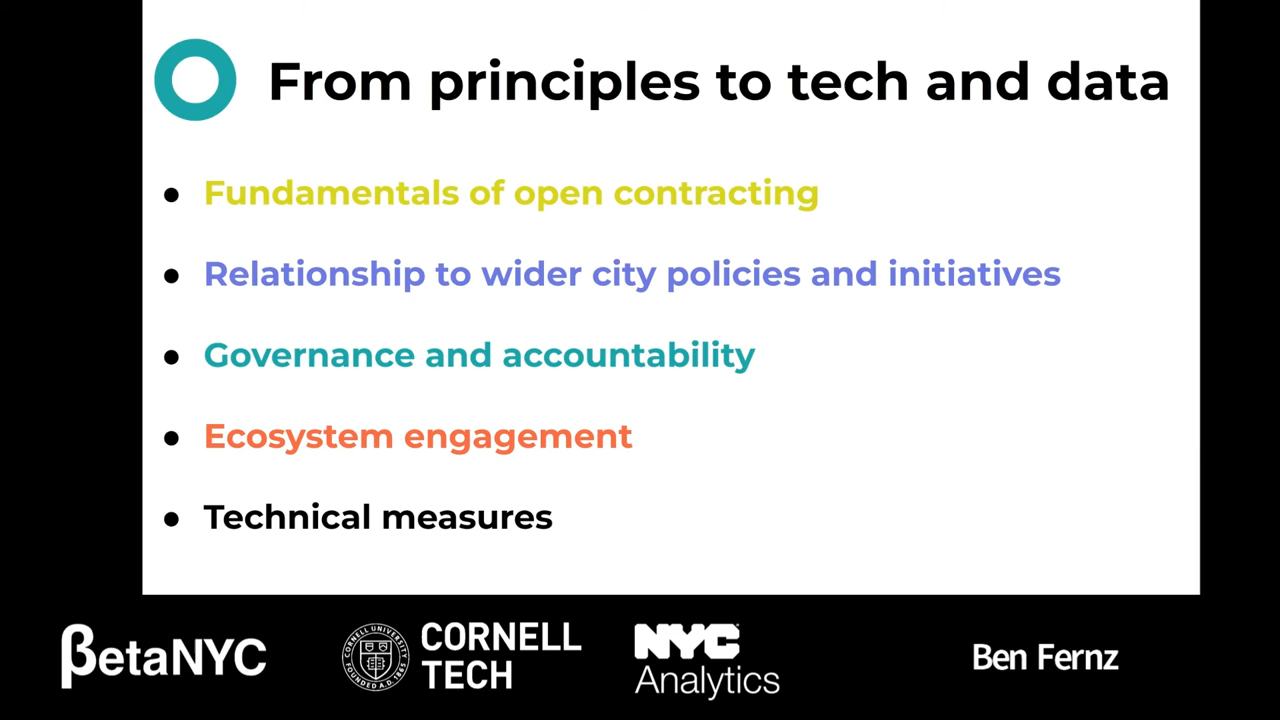 From principles to tech and data
● Fundamentals of open contracting
● Relationship to wider city policies and initiatives
● Governance and accountability
● Ecosystem engagement
● Technical measures
βetaNYC
CORNELL UNIVERSITY
FOUNDED A.D. 1865
CORNELL
TECH
NYC
Analytics
Ben Fernz